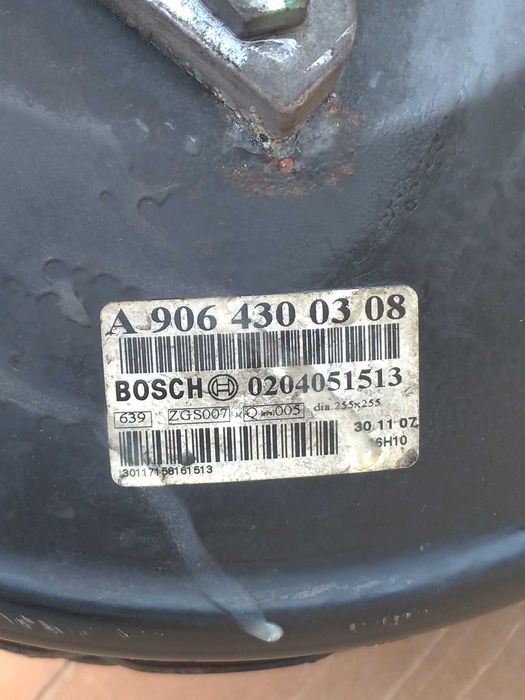 A 906 430 03 08
BOSCH 0204051513
639 ZGS007 005 dia.255x255
30 11 07
6H10
30117158161513